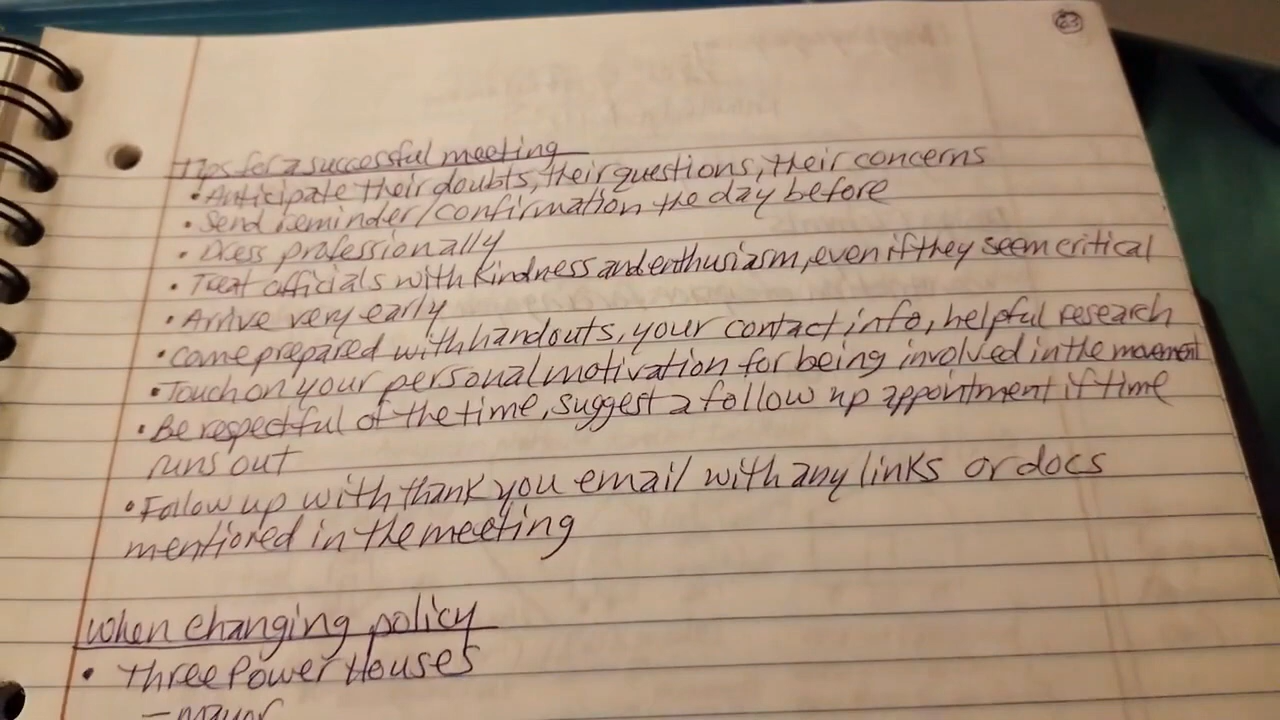 63
Tips for a successful meeting
• Anticipate their doubts, their questions, their concerns
• Send reminder/confirmation the day before
• Dress professionally
• Treat officials with kindness and enthusiasm, even if they seem critical
• Arrive very early
• come prepared with handouts, your contact info, helpful research
• Touch on your personal motivation for being involved in the movement
• Be respectful of the time, suggest a follow up appointment if time
runs out
• Follow up with thank you email with any links or docs
mentioned in the meeting
When changing policy
• Three Power Houses
- mayor